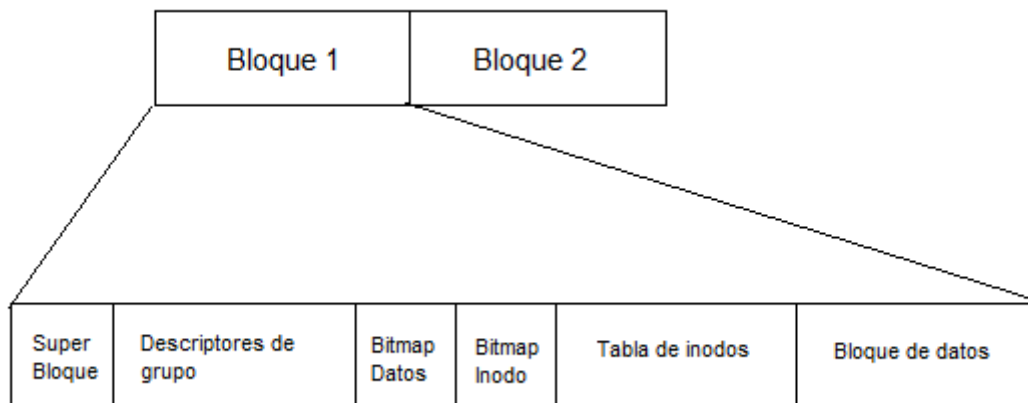 Bloque 1
Bloque 2
Super
Bloque
Descriptores de
grupo
Bitmap
Datos
Bitmap
Inodo
Tabla de inodos
Bloque de datos